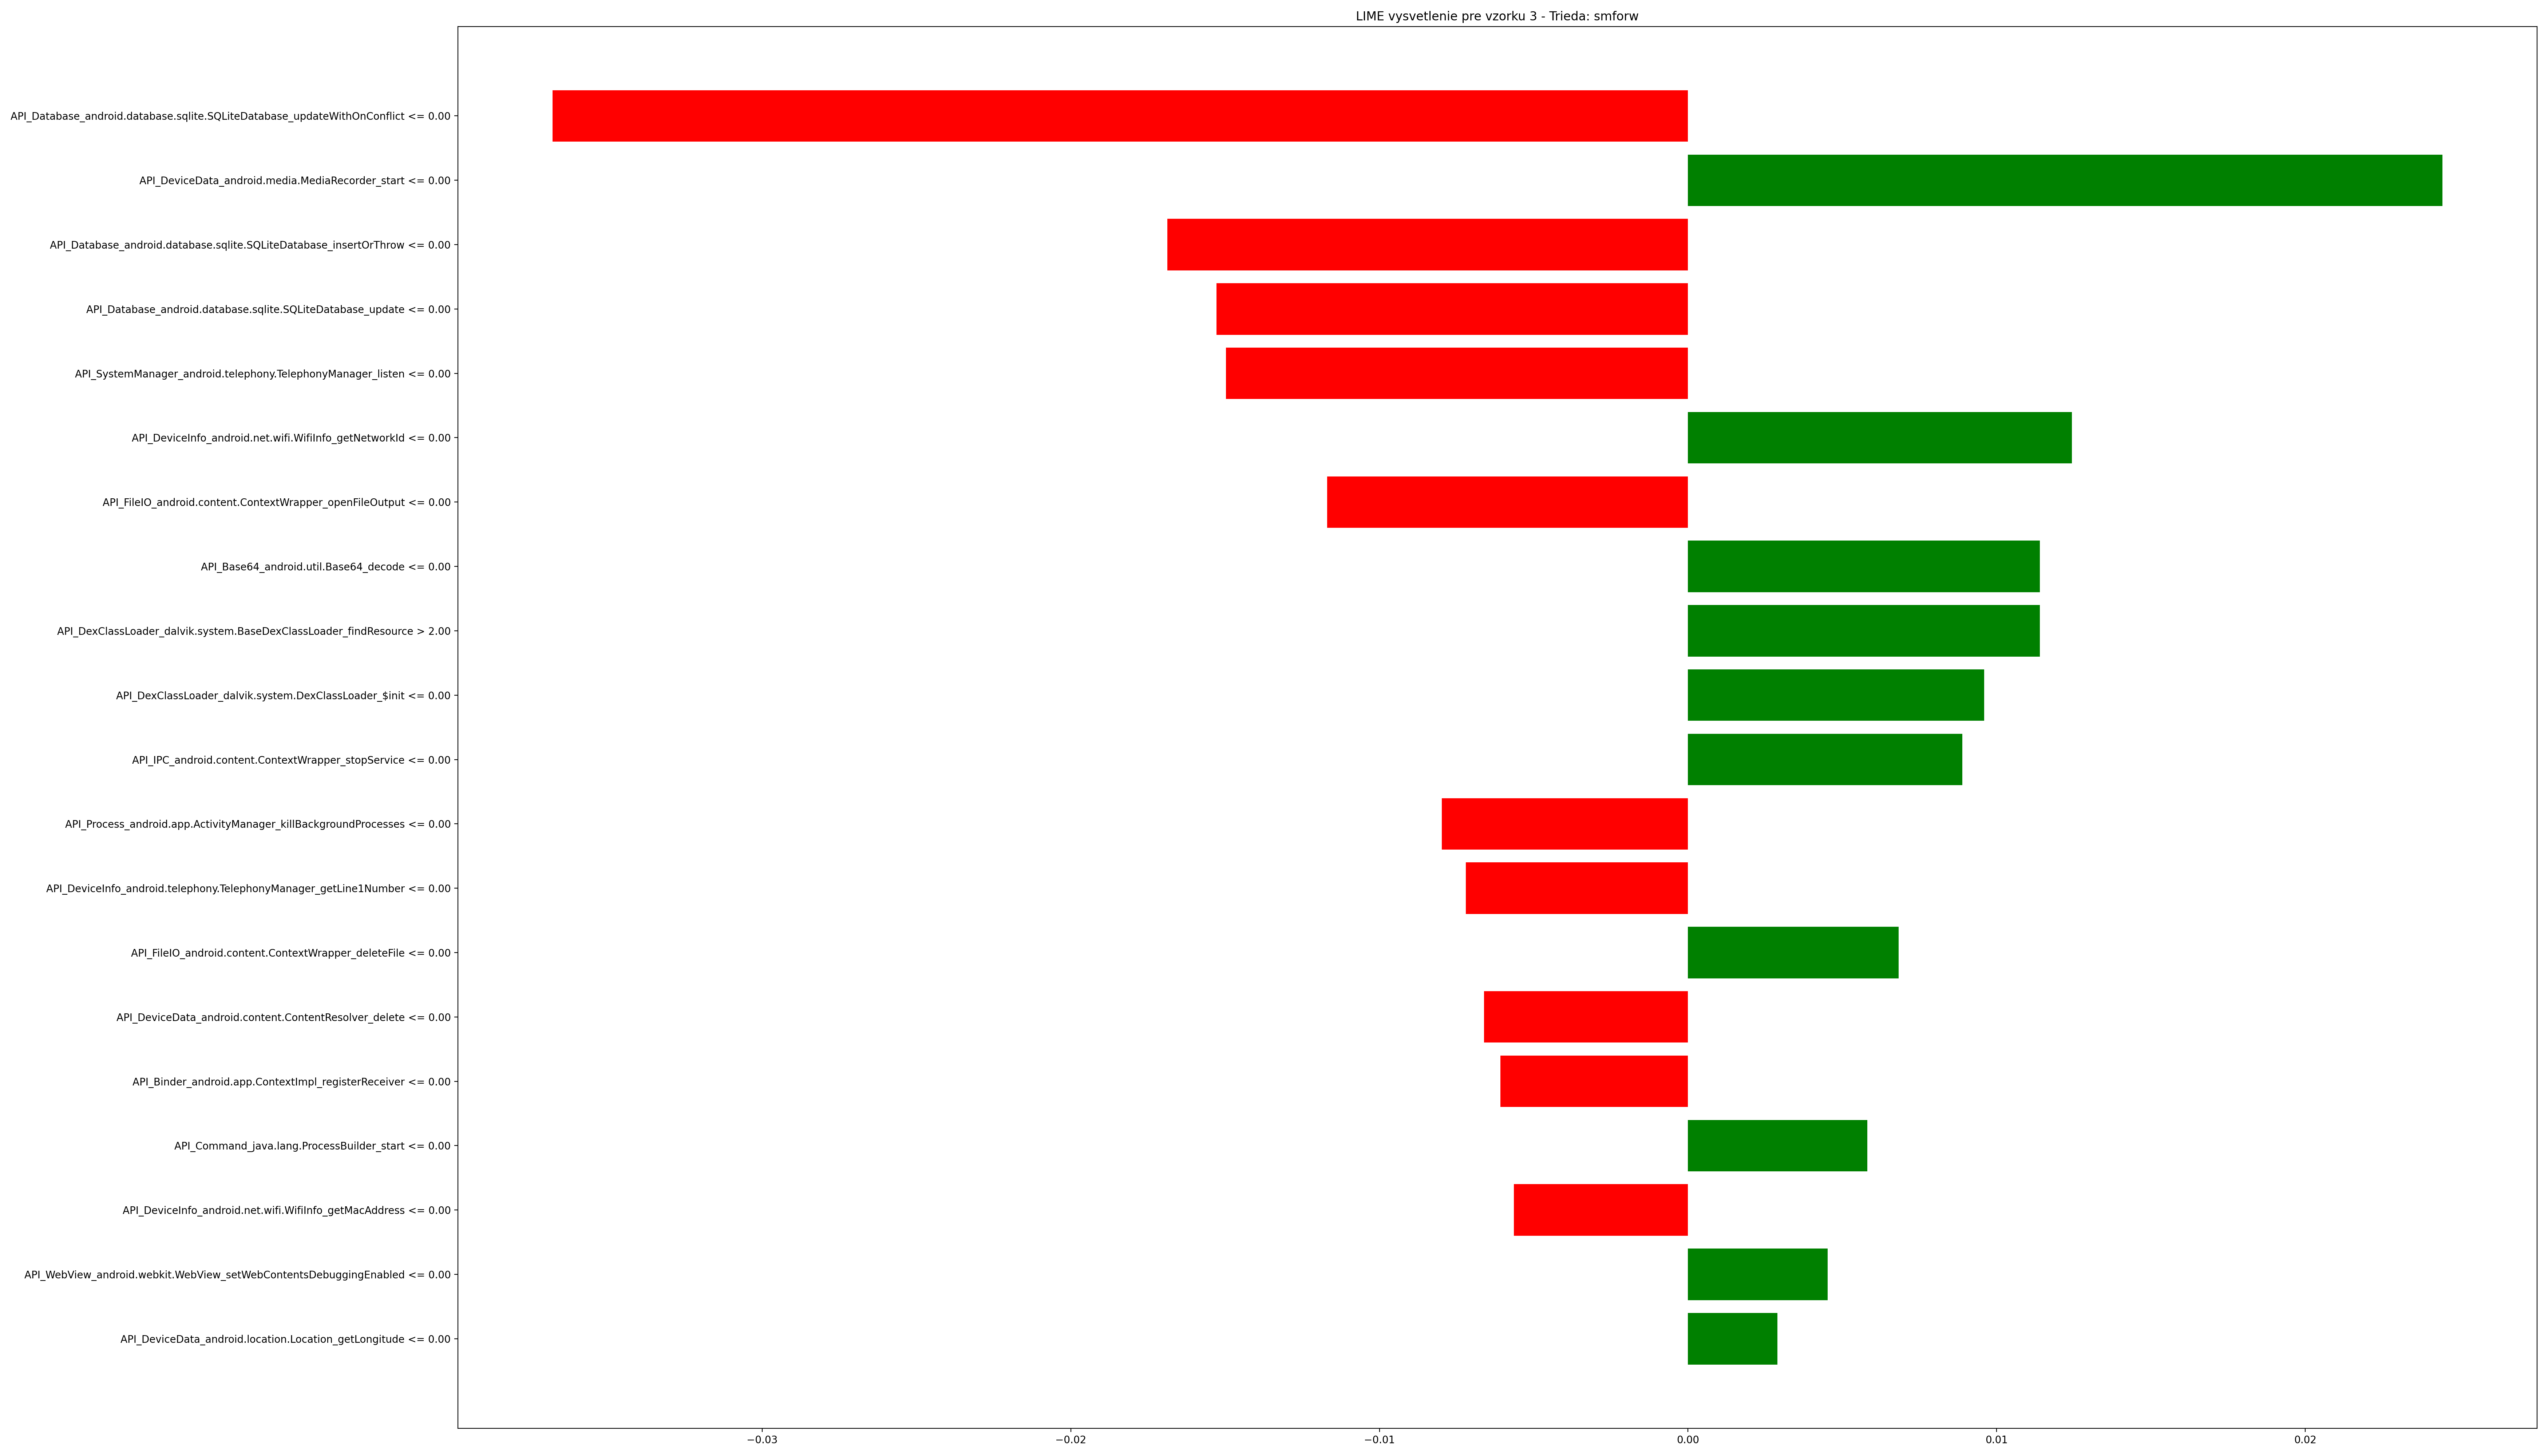 LIME vysvetlenie pre vzorku 3 - Trieda: smforw
API_Database_android.database.sqlite.SQLiteDatabase_updateWithOnConflict <= 0.00
API_DeviceData_android.media.MediaRecorder_start <= 0.00
API_Database_android.database.sqlite.SQLiteDatabase_insertOrThrow <= 0.00
API_Database_android.database.sqlite.SQLiteDatabase_update <= 0.00
API_SystemManager_android.telephony.TelephonyManager_listen <= 0.00
API_DeviceInfo_android.net.wifi.WifiInfo_getNetworkId <= 0.00
API_FileIO_android.content.ContextWrapper_openFileOutput <= 0.00
API_Base64_android.util.Base64_decode <= 0.00
API_DexClassLoader_dalvik.system.BaseDexClassLoader_findResource > 2.00
API_DexClassLoader_dalvik.system.DexClassLoader_$init <= 0.00
API_IPC_android.content.ContextWrapper_stopService <= 0.00
API_Process_android.app.ActivityManager_killBackgroundProcesses <= 0.00
API_DeviceInfo_android.telephony.TelephonyManager_getLine1Number <= 0.00
API_FileIO_android.content.ContextWrapper_deleteFile <= 0.00
API_DeviceData_android.content.ContentResolver_delete <= 0.00
API_Binder_android.app.ContextImpl_registerReceiver <= 0.00
API_Command_java.lang.ProcessBuilder_start <= 0.00
API_DeviceInfo_android.net.wifi.WifiInfo_getMacAddress <= 0.00
API_WebView_android.webkit.WebView_setWebContentsDebuggingEnabled <= 0.00
API_DeviceData_android.location.Location_getLongitude <= 0.00
−0.03 −0.02 −0.01 0.00 0.01 0.02